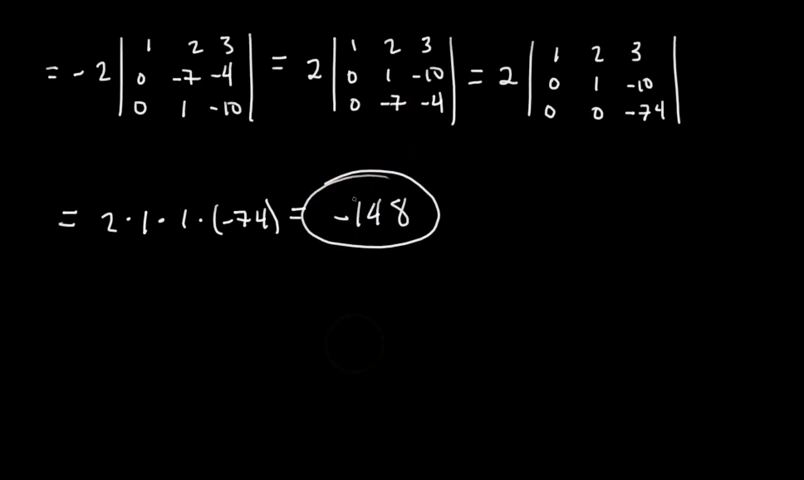 = -2 | 1 2 3 | = 2 | 1 2 3 | = 2 | 1 2 3 |
| 0 -7 -4 | | 0 1 -10 | | 0 1 -10 |
| 0 1 -10 | | 0 -7 -4 | | 0 0 -74 |
= 2 · 1 · 1 · (-74) = -148